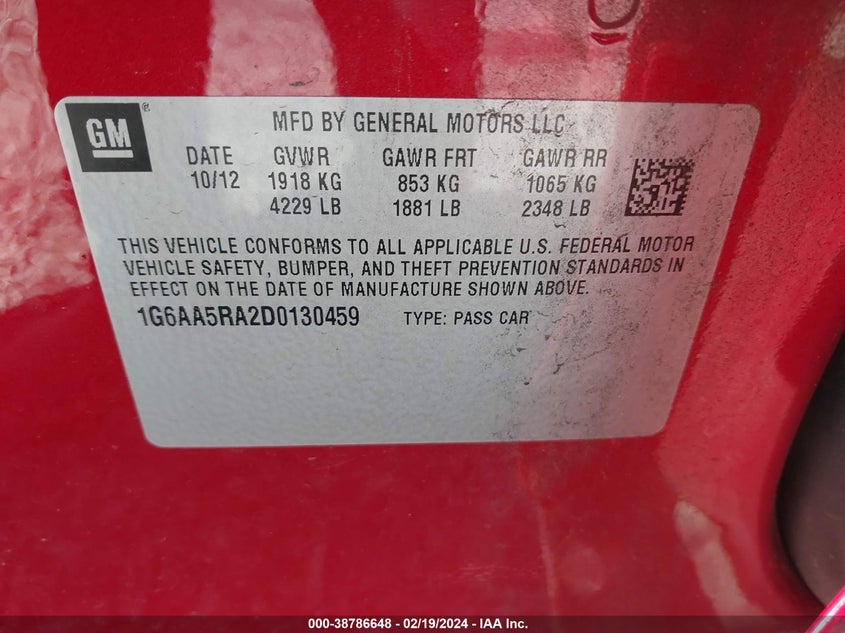 GM®
MFD BY GENERAL MOTORS LLC
DATE GVWR GAWR FRT GAWR RR
10/12 1918 KG 853 KG 1065 KG
4229 LB 1881 LB 2348 LB
THIS VEHICLE CONFORMS TO ALL APPLICABLE U.S. FEDERAL MOTOR
VEHICLE SAFETY, BUMPER, AND THEFT PREVENTION STANDARDS IN
EFFECT ON THE DATE OF MANUFACTURE SHOWN ABOVE.
1G6AA5RA2D0130459 TYPE: PASS CAR
000-38786648 - 02/19/2024 - IAA Inc.